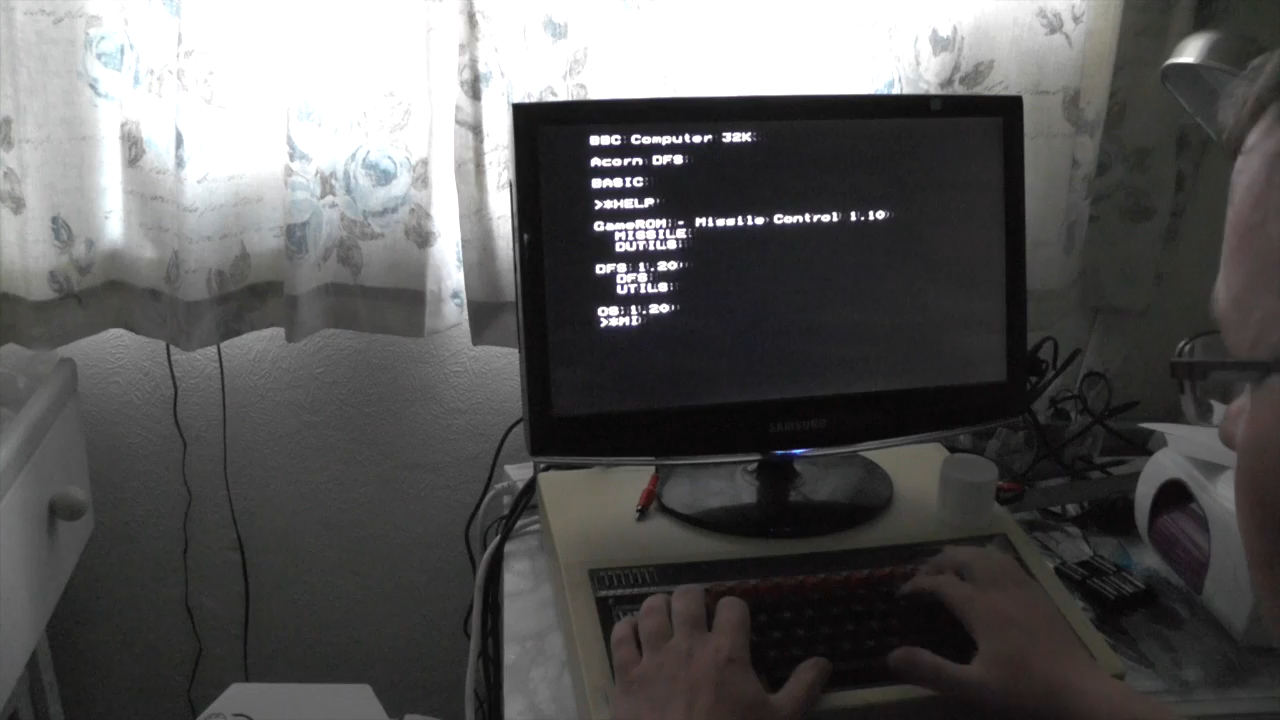 BBC Computer 32K
Acorn DFS
BASIC
>*HELP
GameROM - Missile Control 1.10
MISSILE
DUTILS
DFS 1.20
DFS
UTILS
OS 1.20
>*MI
SAMSUNG